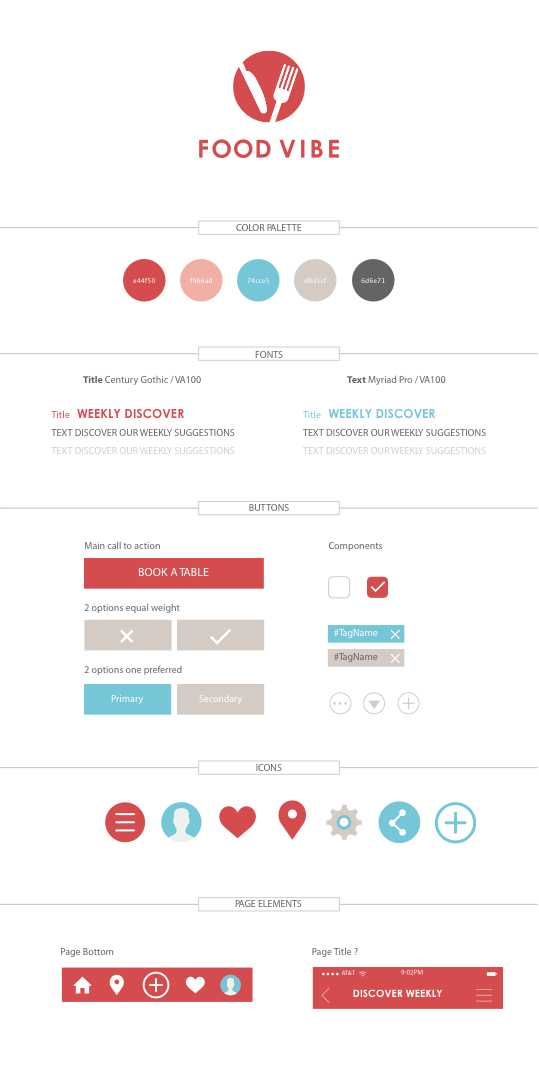 FOOD VIBE
COLOR PALETTE
e44f50 f9b6ad 74cce5 d9d1cf 6d6e71
FONTS
Title Century Gothic / VA100
Text Myriad Pro / VA100
Title WEEKLY DISCOVER
TEXT DISCOVER OUR WEEKLY SUGGESTIONS
TEXT DISCOVER OUR WEEKLY SUGGESTIONS
Title WEEKLY DISCOVER
TEXT DISCOVER OUR WEEKLY SUGGESTIONS
TEXT DISCOVER OUR WEEKLY SUGGESTIONS
BUTTONS
Main call to action
BOOK A TABLE
2 options equal weight
2 options one preferred
Primary
Secondary
Components
#TagName
#TagName
ICONS
PAGE ELEMENTS
Page Bottom
Page Title ?
AT&T 9:02PM
DISCOVER WEEKLY